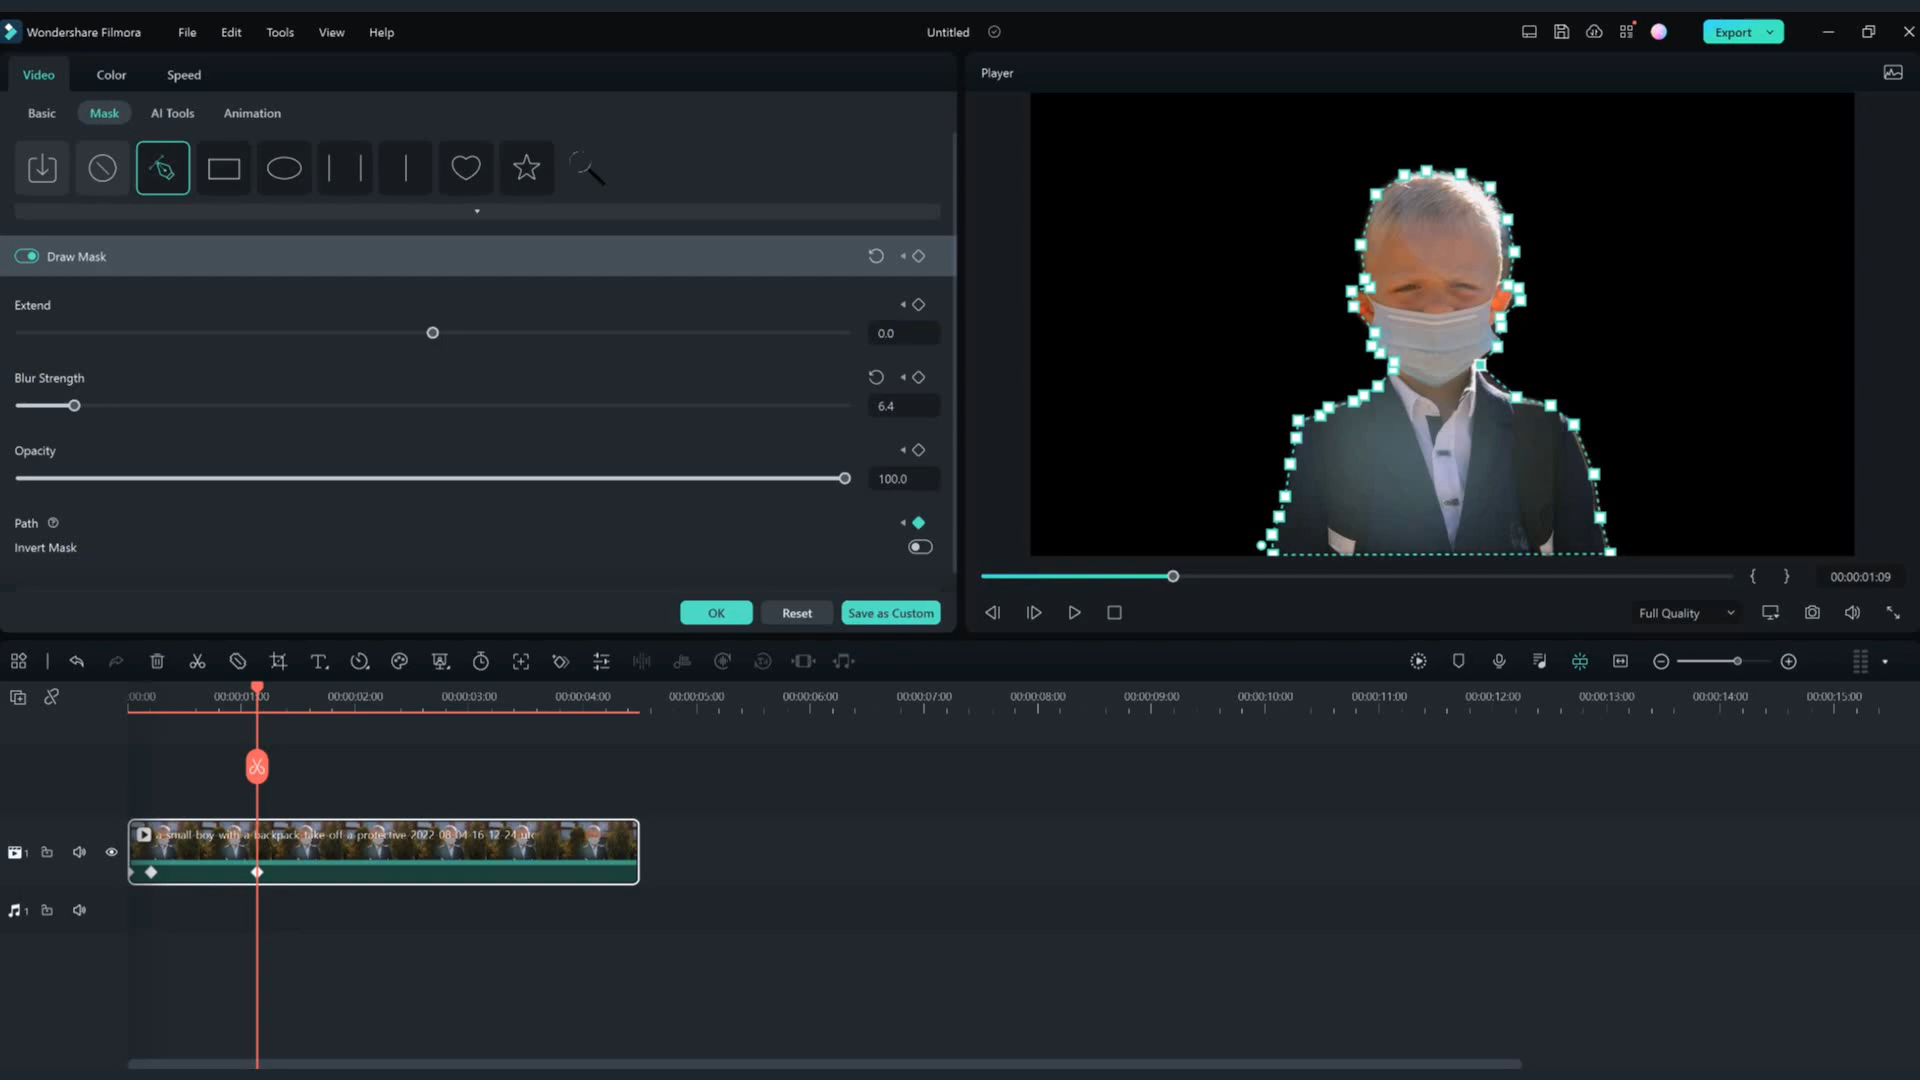 Wondershare Filmora File Edit Tools View Help Untitled Export
Video Color Speed
Player
Basic Mask AI Tools Animation
Draw Mask
Extend
0.0
Blur Strength
6.4
Opacity
100.0
Path
Invert Mask
OK Reset Save as Custom
{ } 00:00:01:09
Full Quality
:00:00 00:00:01:00 00:00:02:00 00:00:03:00 00:00:04:00 00:00:05:00 00:00:06:00 00:00:07:00 00:00:08:00 00:00:09:00 00:00:10:00 00:00:11:00 00:00:12:00 00:00:13:00 00:00:14:00 00:00:15:00
a-small-boy-with-a-backpack-take-off-a-protective-2022-08-04-16-12-24-utc
1
1